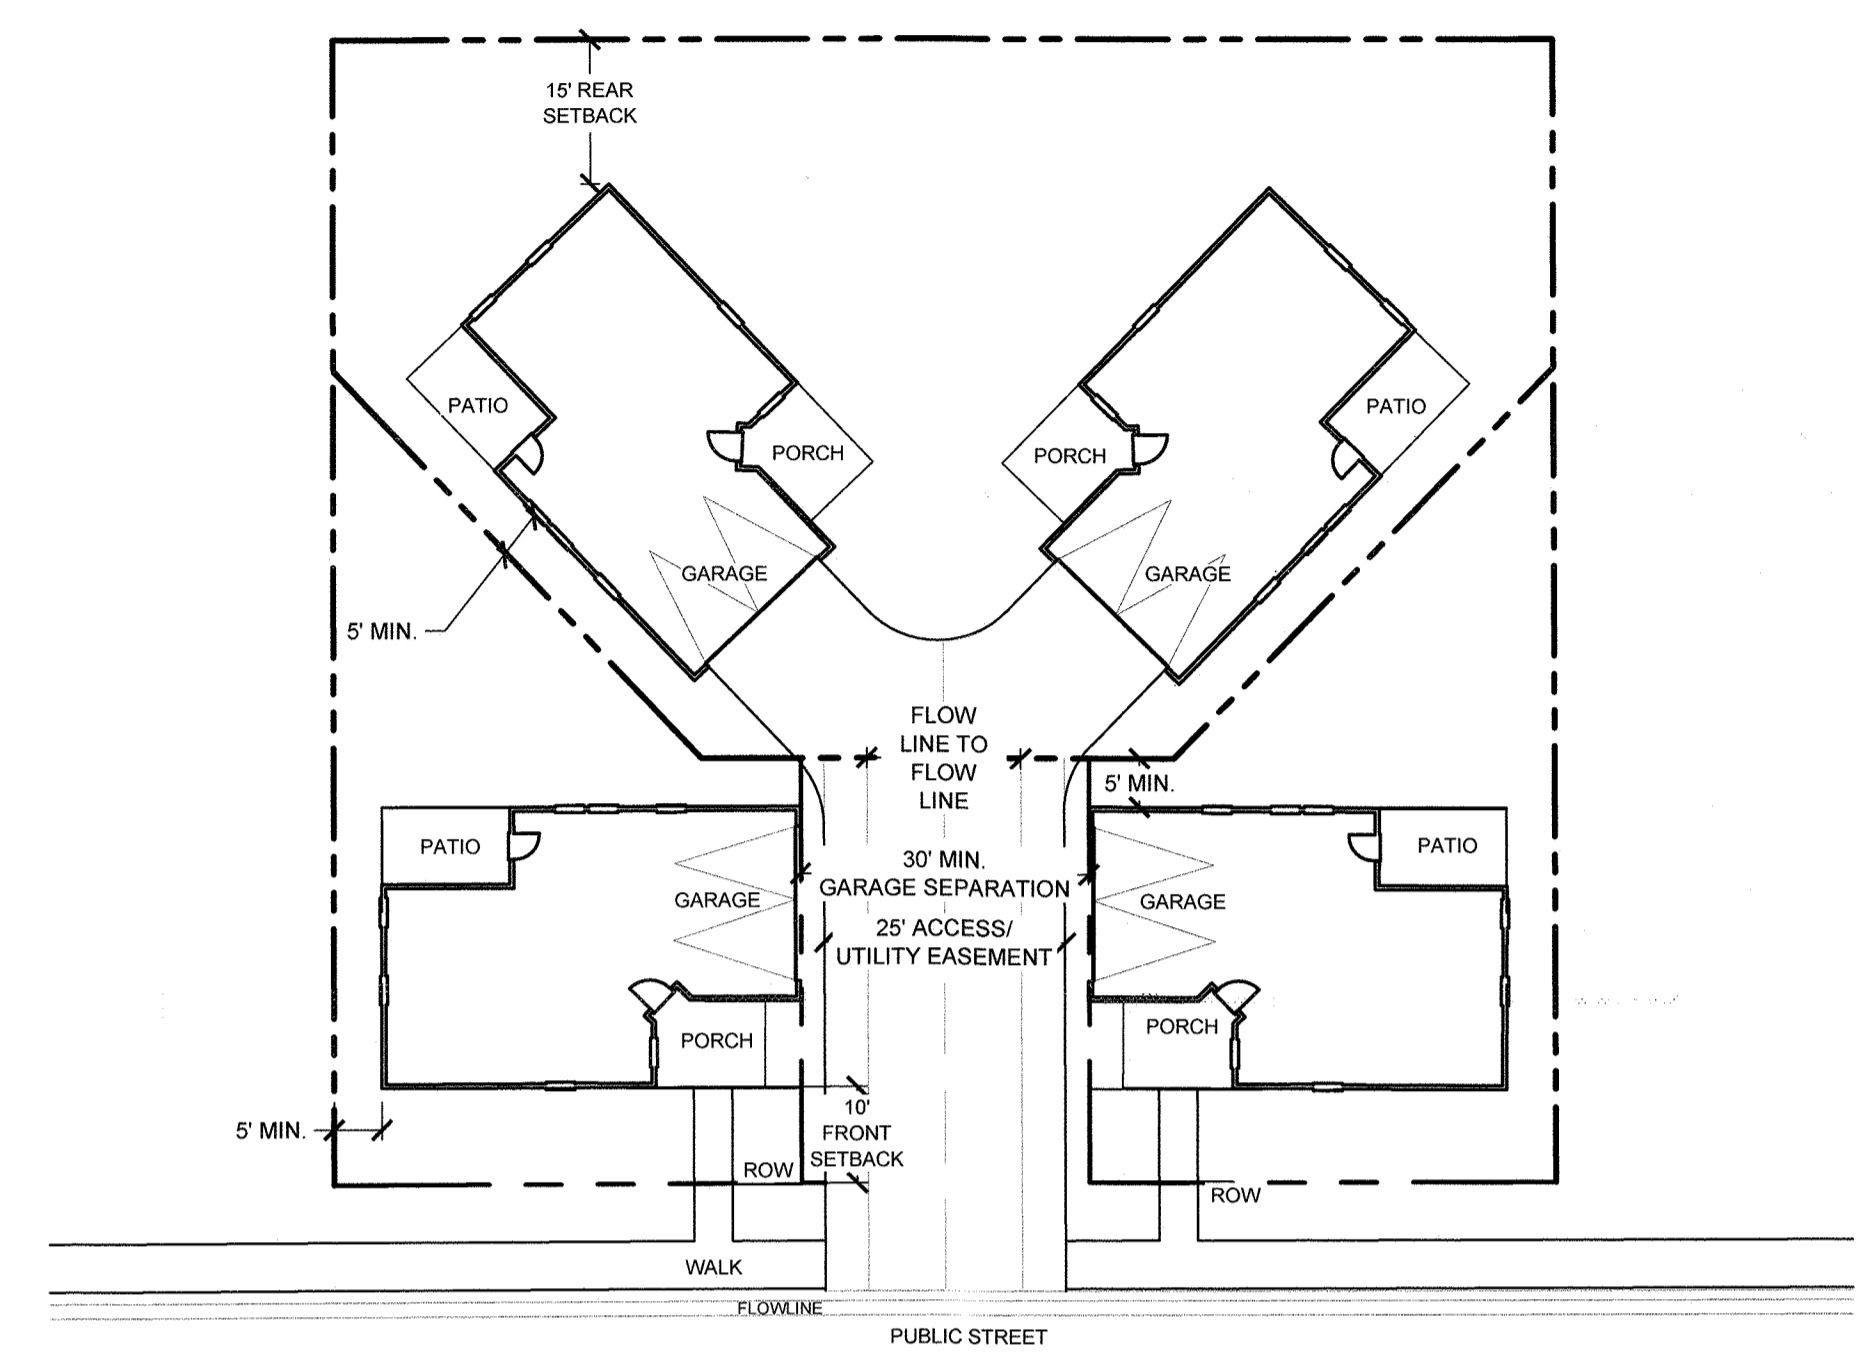 15' REAR
SETBACK
PATIO
PORCH
PORCH
PATIO
GARAGE
GARAGE
5' MIN.
FLOW
LINE TO
FLOW
LINE
5' MIN.
PATIO
PATIO
30' MIN.
GARAGE SEPARATION
GARAGE
GARAGE
25' ACCESS/
UTILITY EASEMENT
PORCH
PORCH
10'
FRONT
SETBACK
5' MIN.
ROW
ROW
WALK
FLOWLINE
PUBLIC STREET